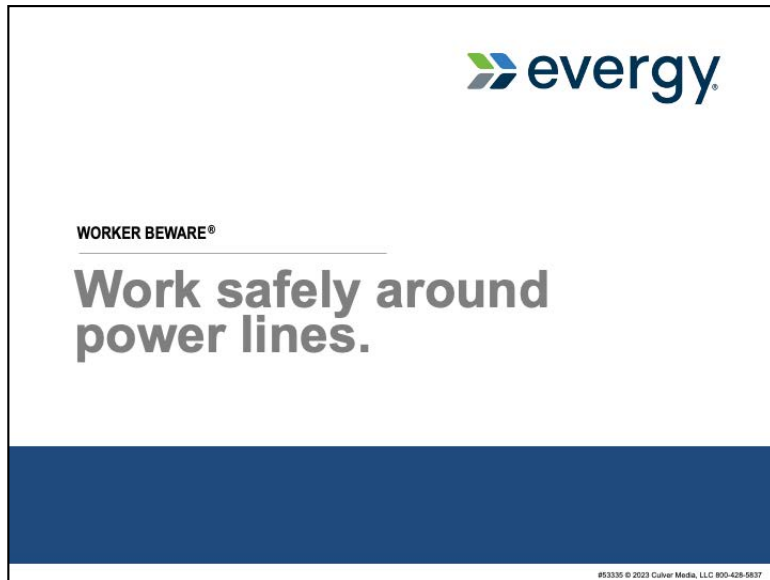 evergy®
WORKER BEWARE®
Work safely around
power lines.
#53335 © 2023 Culver Media, LLC 800-428-5837